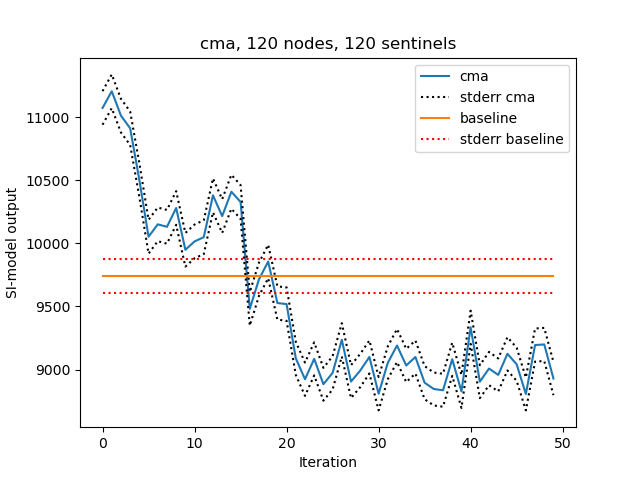 cma, 120 nodes, 120 sentinels
cma
stderr cma
baseline
stderr baseline
SI-model output
11000
10500
10000
9500
9000
0 10 20 30 40 50
Iteration